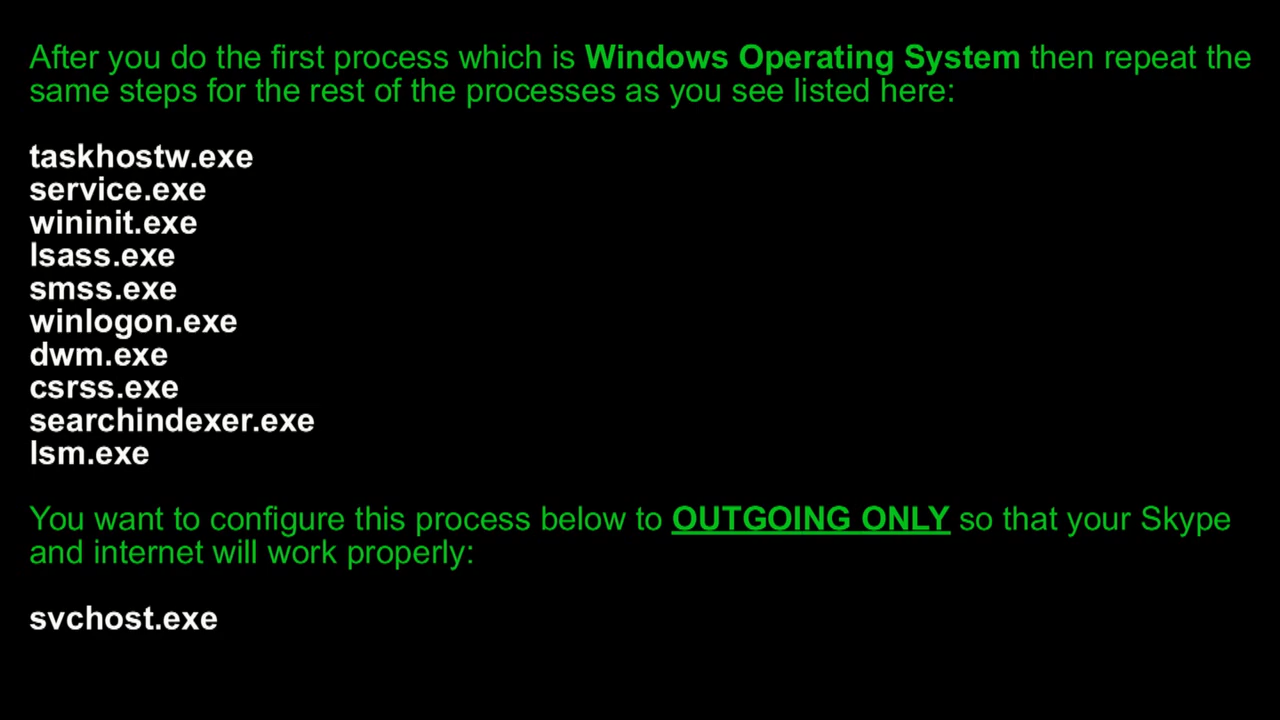 After you do the first process which is Windows Operating System then repeat the
same steps for the rest of the processes as you see listed here:
taskhostw.exe
service.exe
wininit.exe
lsass.exe
smss.exe
winlogon.exe
dwm.exe
csrss.exe
searchindexer.exe
lsm.exe
You want to configure this process below to OUTGOING ONLY so that your Skype
and internet will work properly:
svchost.exe